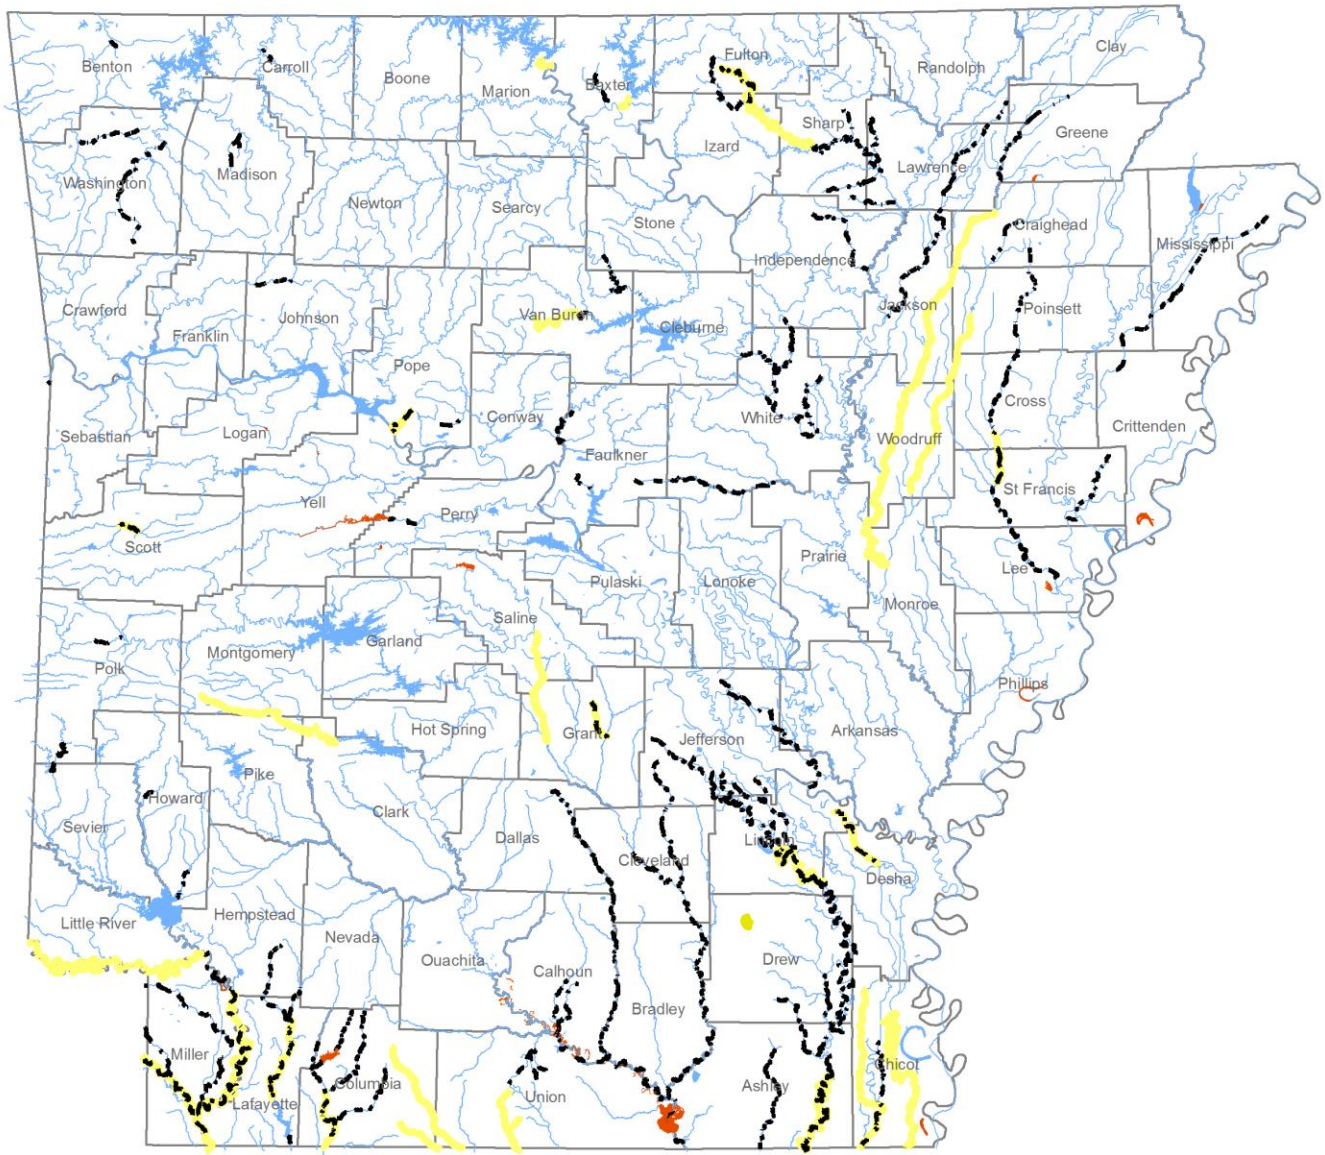 Benton
Carroll
Boone
Marion
Baxter
Fulton
Randolph
Clay
Washington
Madison
Newton
Searcy
Stone
Izard
Sharp
Lawrence
Greene
Independence
Craighead
Mississippi
Crawford
Franklin
Johnson
Pope
Van Buren
Cleburne
Jackson
Poinsett
Sebastian
Logan
Conway
Faulkner
White
Woodruff
Cross
Crittenden
Scott
Yell
Perry
Pulaski
Lonoke
Prairie
St Francis
Lee
Monroe
Polk
Montgomery
Garland
Saline
Phillips
Hot Spring
Grant
Jefferson
Arkansas
Sevier
Howard
Pike
Clark
Dallas
Cleveland
Lincoln
Desha
Little River
Hempstead
Nevada
Ouachita
Calhoun
Bradley
Drew
Miller
Lafayette
Columbia
Union
Ashley
Chicot